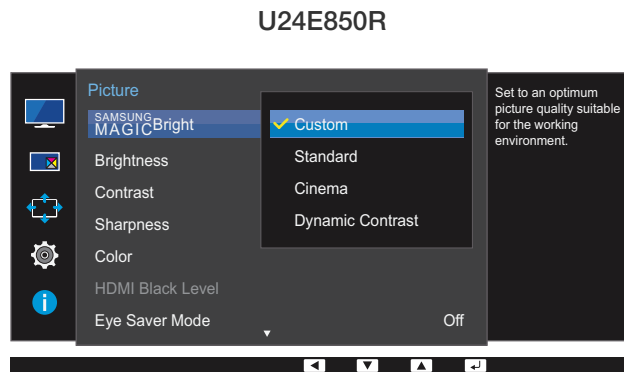 U24E850R
Picture
SAMSUNG
MAGICBright
Brightness
Contrast
Sharpness
Color
HDMI Black Level
Eye Saver Mode Off
Custom
Standard
Cinema
Dynamic Contrast
Set to an optimum
picture quality suitable
for the working
environment.